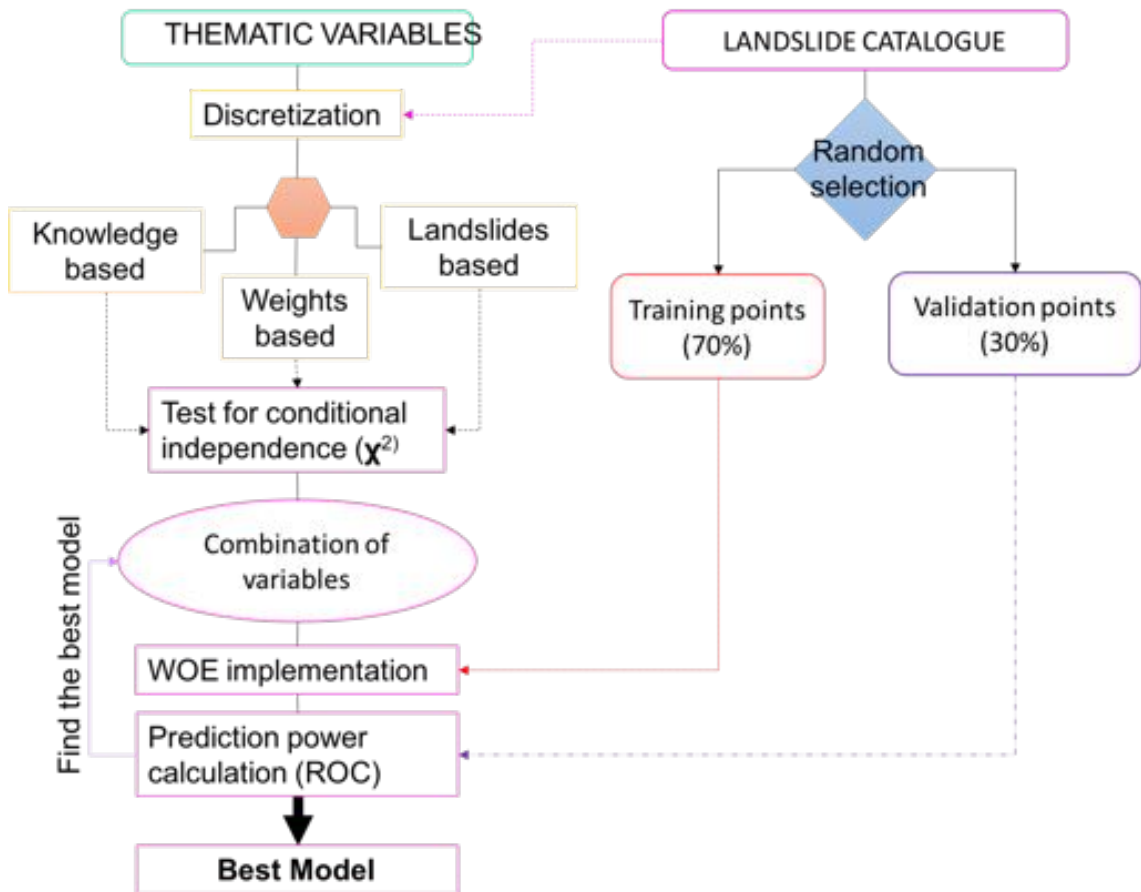 THEMATIC VARIABLES
LANDSLIDE CATALOGUE
Discretization
Random
selection
Knowledge
based
Landslides
based
Weights
based
Training points
(70%)
Validation points
(30%)
Test for conditional
independence (χ²⁾
Combination of
variables
Find the best model
WOE implementation
Prediction power
calculation (ROC)
Best Model